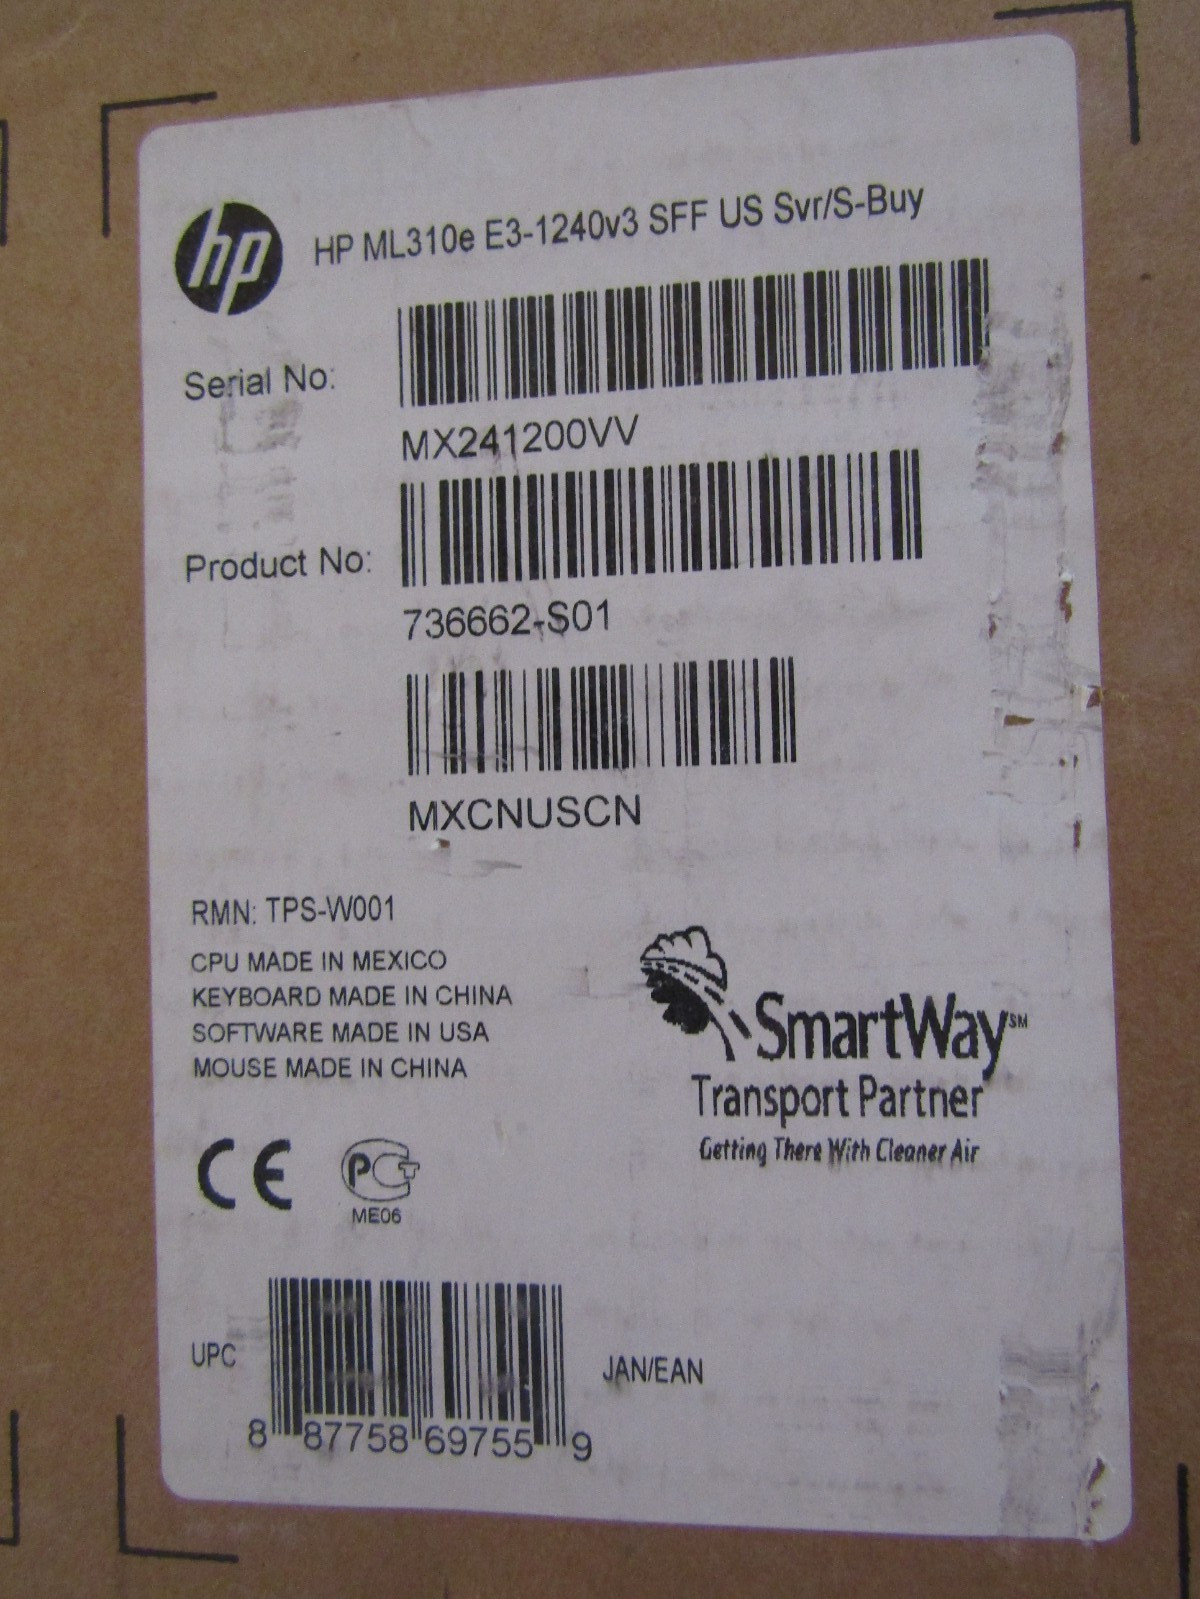 hp
HP ML310e E3-1240v3 SFF US Svr/S-Buy
Serial No:
MX241200VV
Product No:
736662-S01
MXCNUSCN
RMN: TPS-W001
CPU MADE IN MEXICO
KEYBOARD MADE IN CHINA
SOFTWARE MADE IN USA
MOUSE MADE IN CHINA
SmartWay℠
Transport Partner
Getting There With Cleaner Air
CE
PCT
ME06
UPC
8 87758 69755 9
JAN/EAN